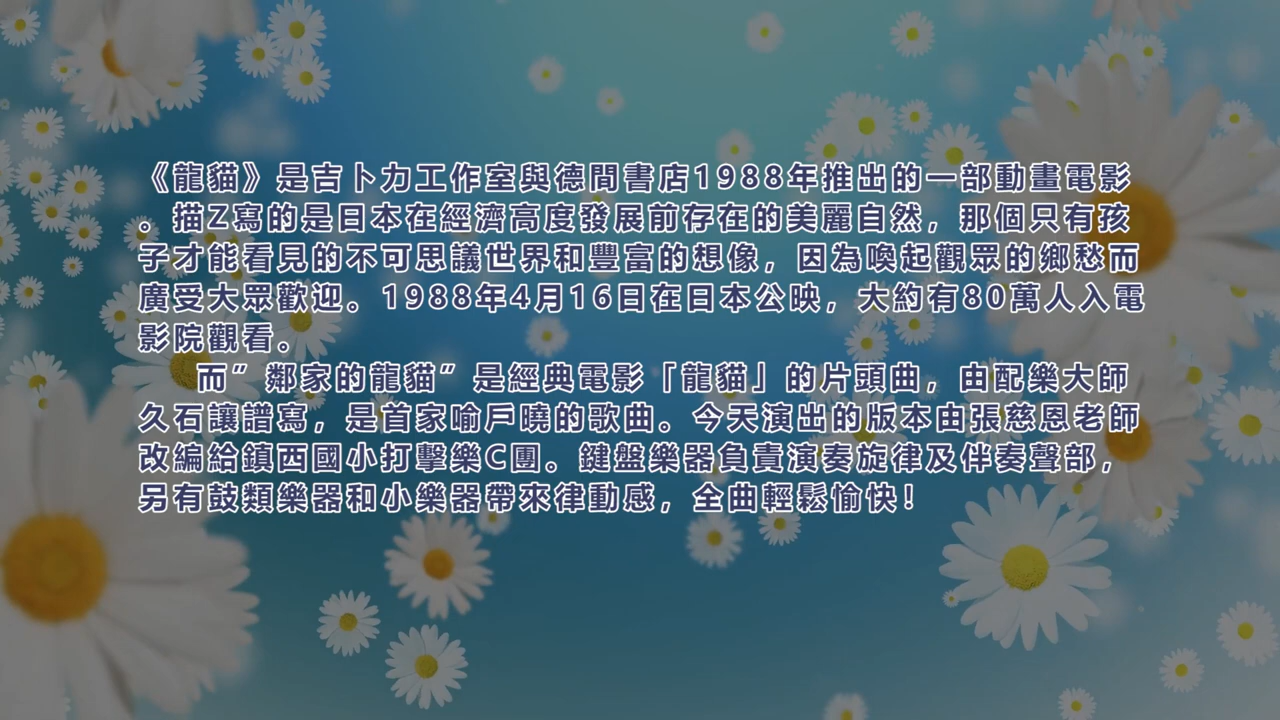 《龍貓》是吉卜力工作室與德間書店1988年推出的一部動畫電影
。描Z寫的是日本在經濟高度發展前存在的美麗自然，那個只有孩
子才能看見的不可思議世界和豐富的想像，因為喚起觀眾的鄉愁而
廣受大眾歡迎。1988年4月16日在日本公映，大約有80萬人入電
影院觀看。
而”鄰家的龍貓”是經典電影「龍貓」的片頭曲，由配樂大師
久石讓譜寫，是首家喻戶曉的歌曲。今天演出的版本由張慈恩老師
改編給鎮西國小打擊樂C團。鍵盤樂器負責演奏旋律及伴奏聲部，
另有鼓類樂器和小樂器帶來律動感，全曲輕鬆愉快！